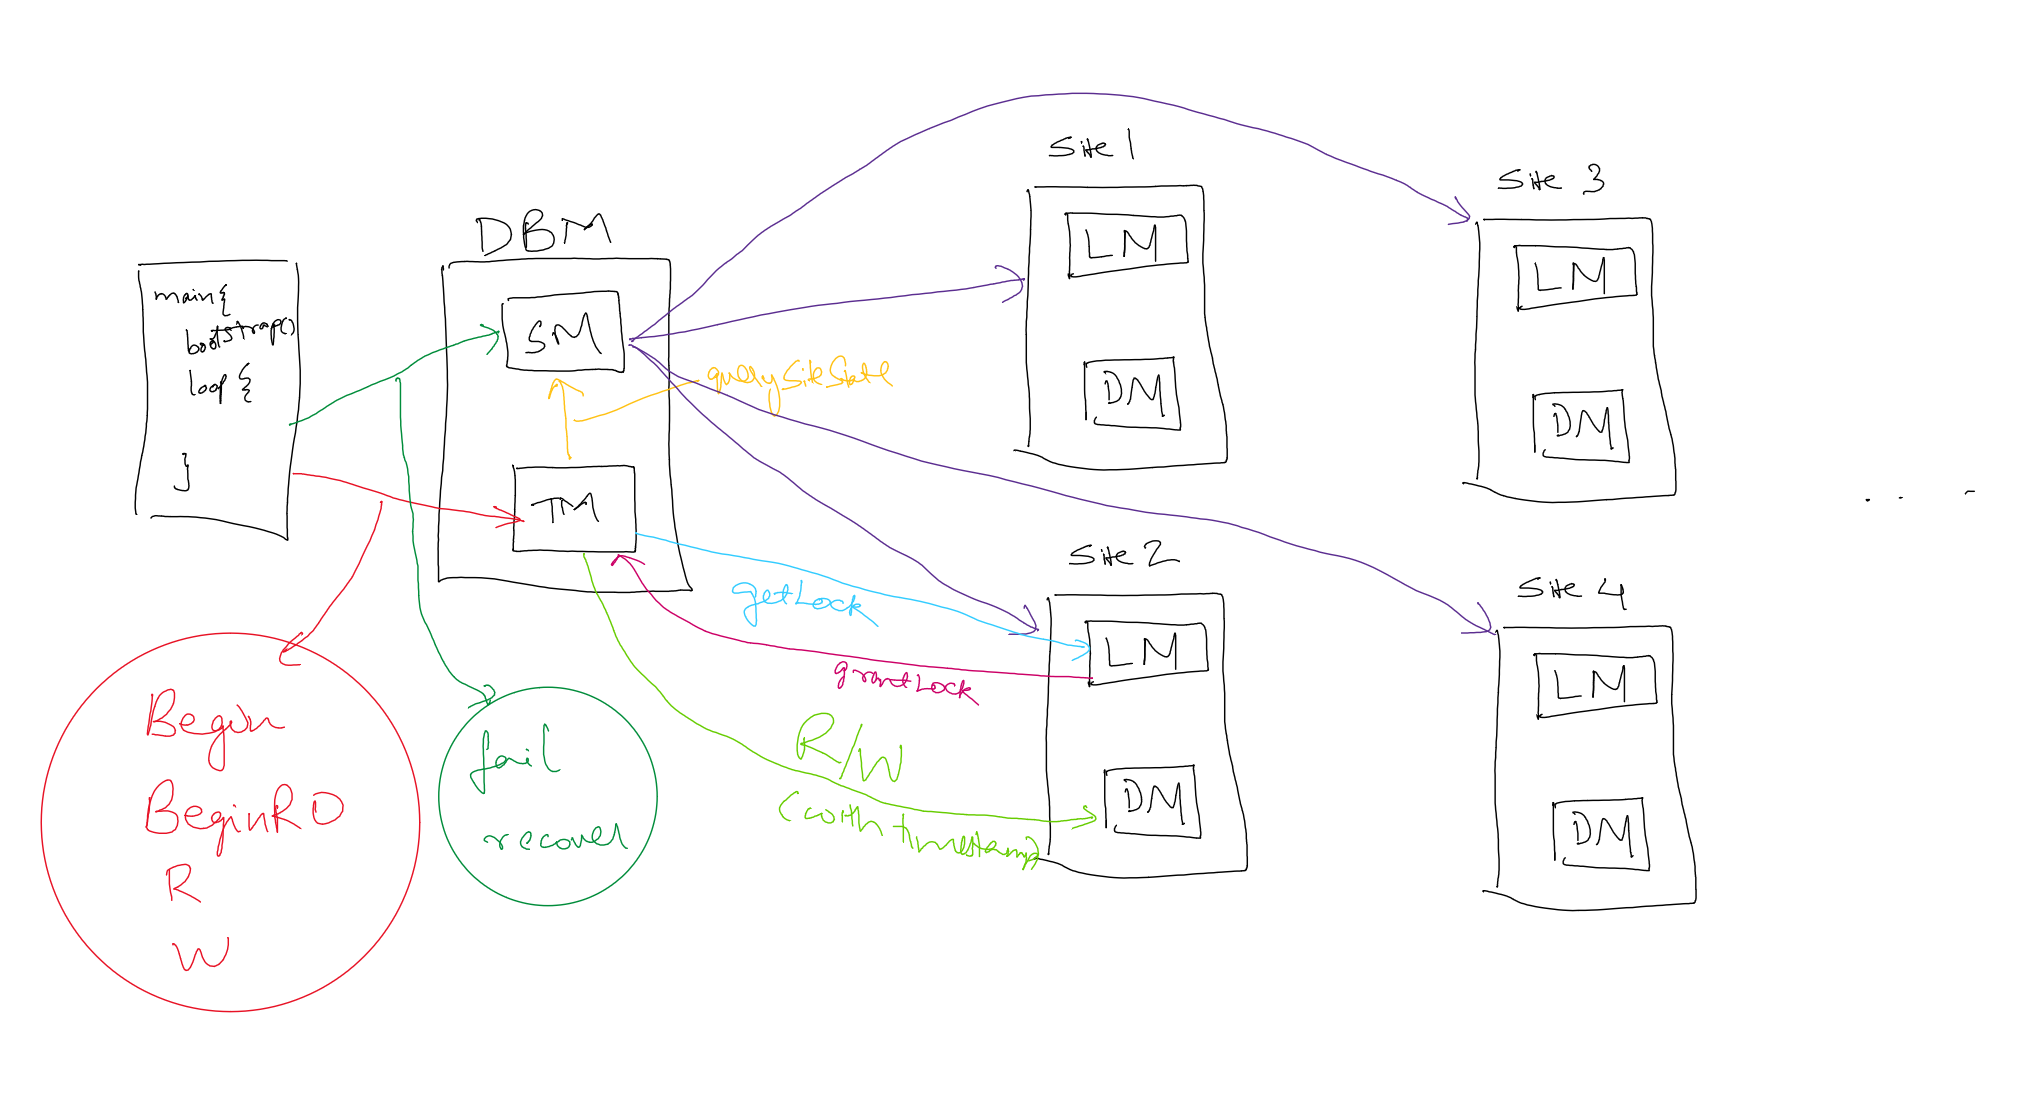 main{
bootstrap()
loop {
}
DBM
SM
querySiteState
TM
getLock
grantLock
R/W
(with timestamp)
Begin
BeginRO
R
W
fail
recover
Site 1
LM
DM
Site 2
LM
DM
Site 3
LM
DM
Site 4
LM
DM
. . .